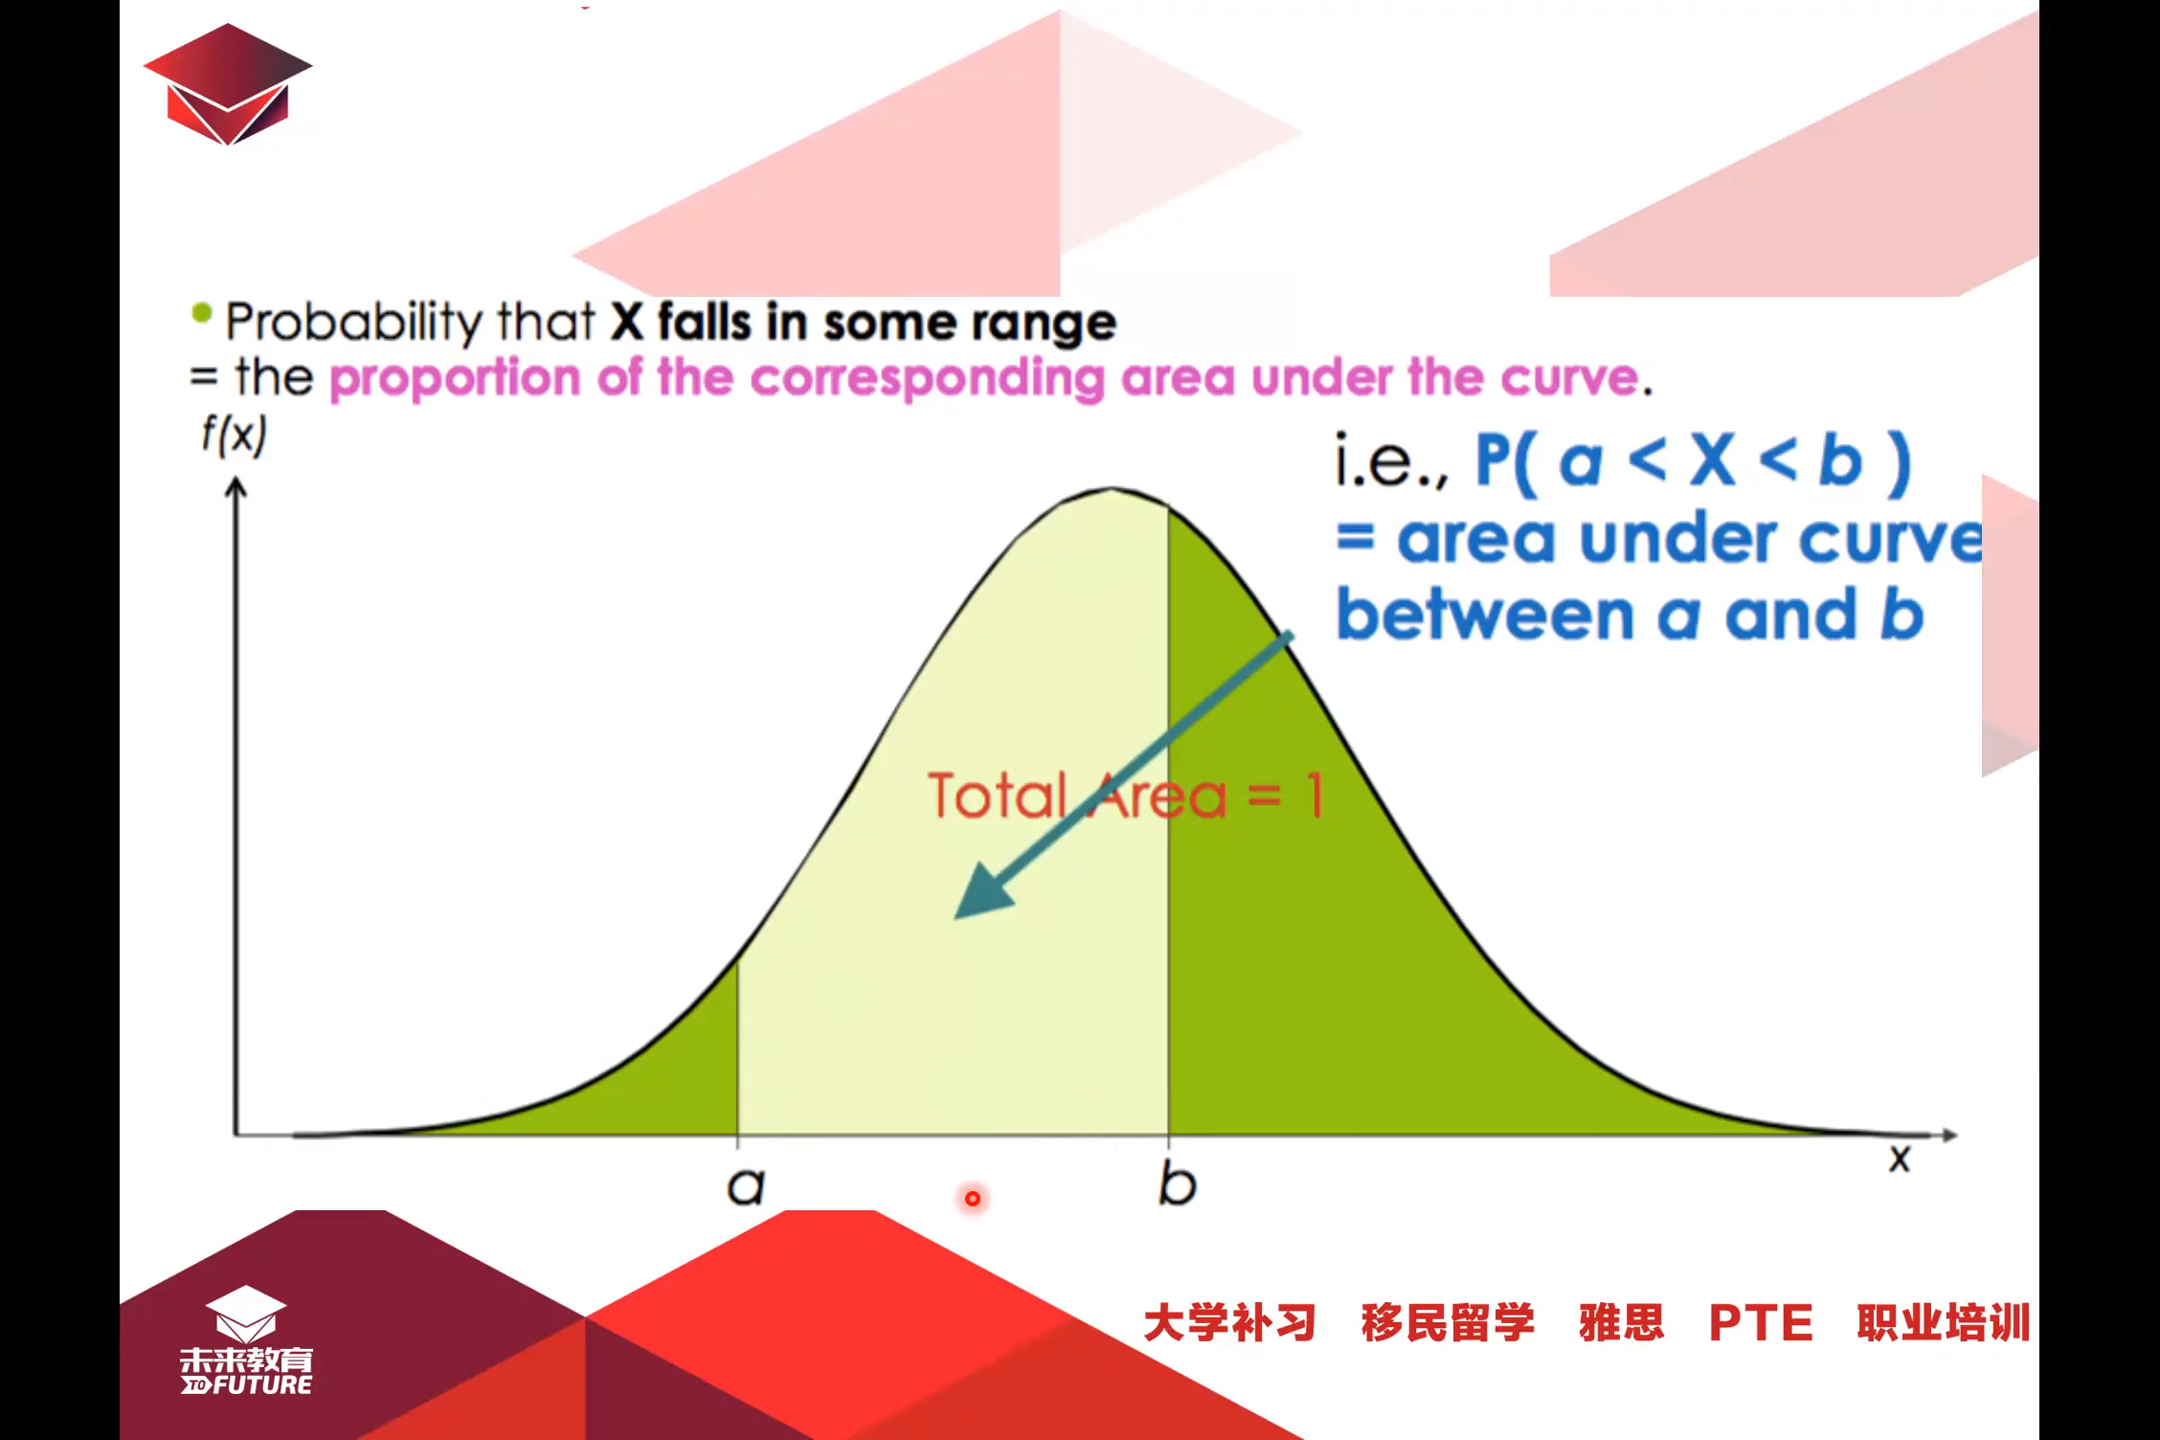 Probability that X falls in some range
= the proportion of the corresponding area under the curve.
f(x)
i.e., P( a < X < b )
= area under curve
between a and b
Total Area = 1
a
b
x
大学补习 移民留学 雅思 PTE 职业培训
未来教育
TO FUTURE